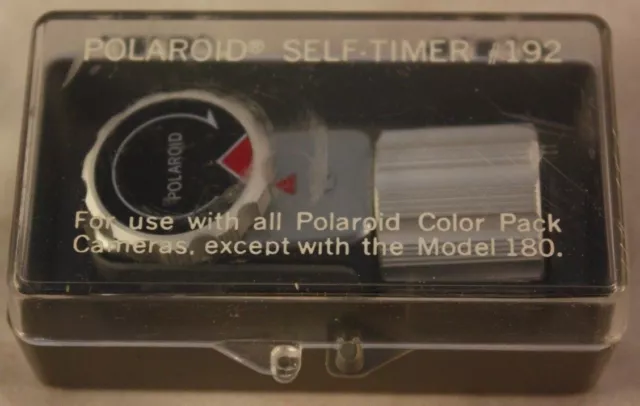 POLAROID® SELF-TIMER #192
POLAROID
For use with all Polaroid Color Pack
Cameras, except with the Model 180.